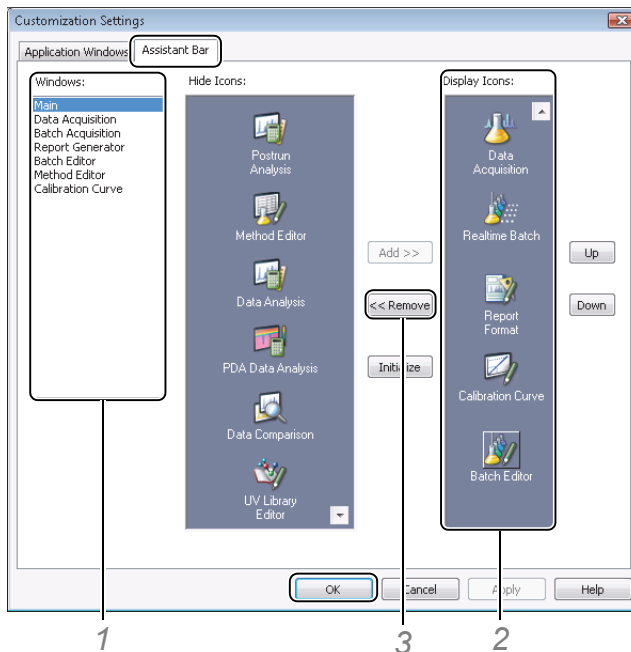 Customization Settings
Application Windows
Assistant Bar
Windows:
Main
Data Acquisition
Batch Acquisition
Report Generator
Batch Editor
Method Editor
Calibration Curve
Hide Icons:
Postrun
Analysis
Method Editor
Data Analysis
PDA Data Analysis
Data Comparison
UV Library
Editor
Add >>
<< Remove
Initialize
Display Icons:
Data
Acquisition
Realtime Batch
Report
Format
Calibration Curve
Batch Editor
Up
Down
OK
Cancel
Apply
Help
1
3
2